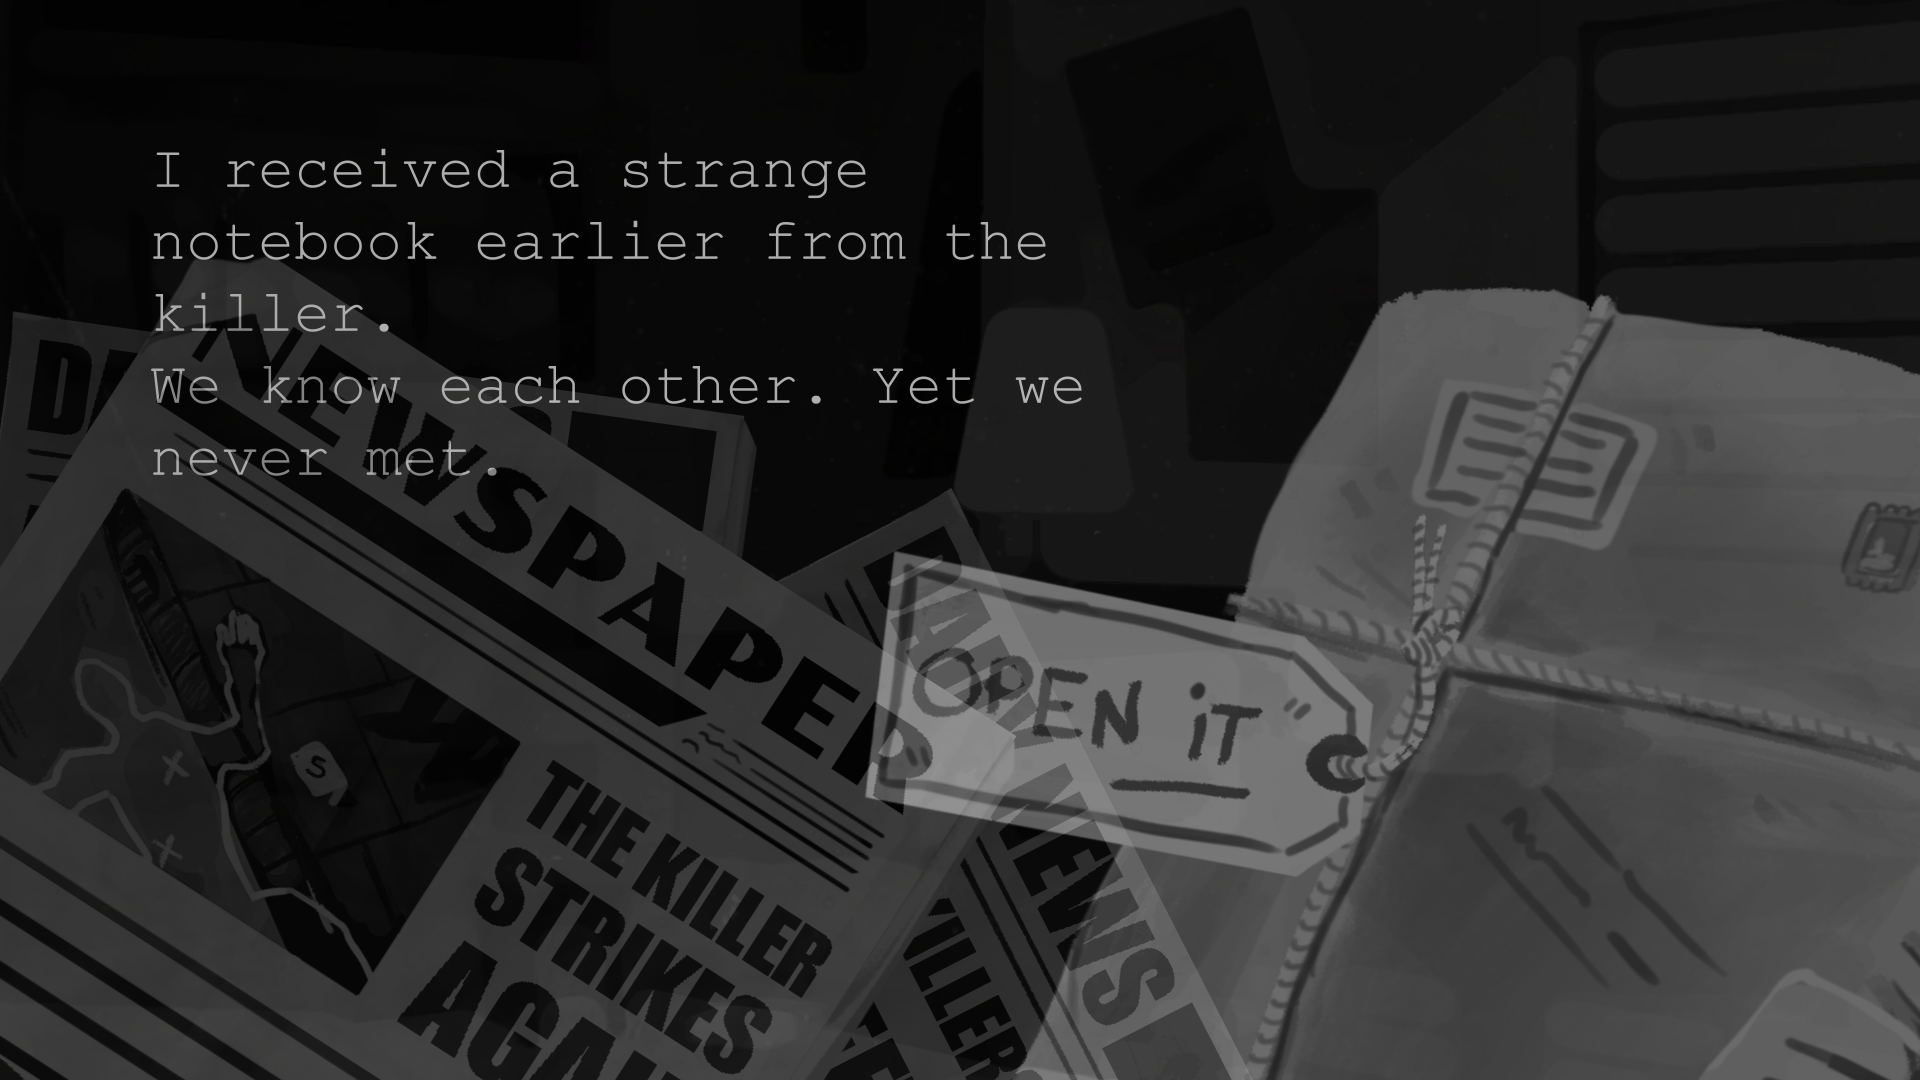 I received a strange
notebook earlier from the
killer.
We know each other. Yet we
never met.
NEWSPAPER
THE KILLER
STRIKES
OPEN iT
NEWS
S